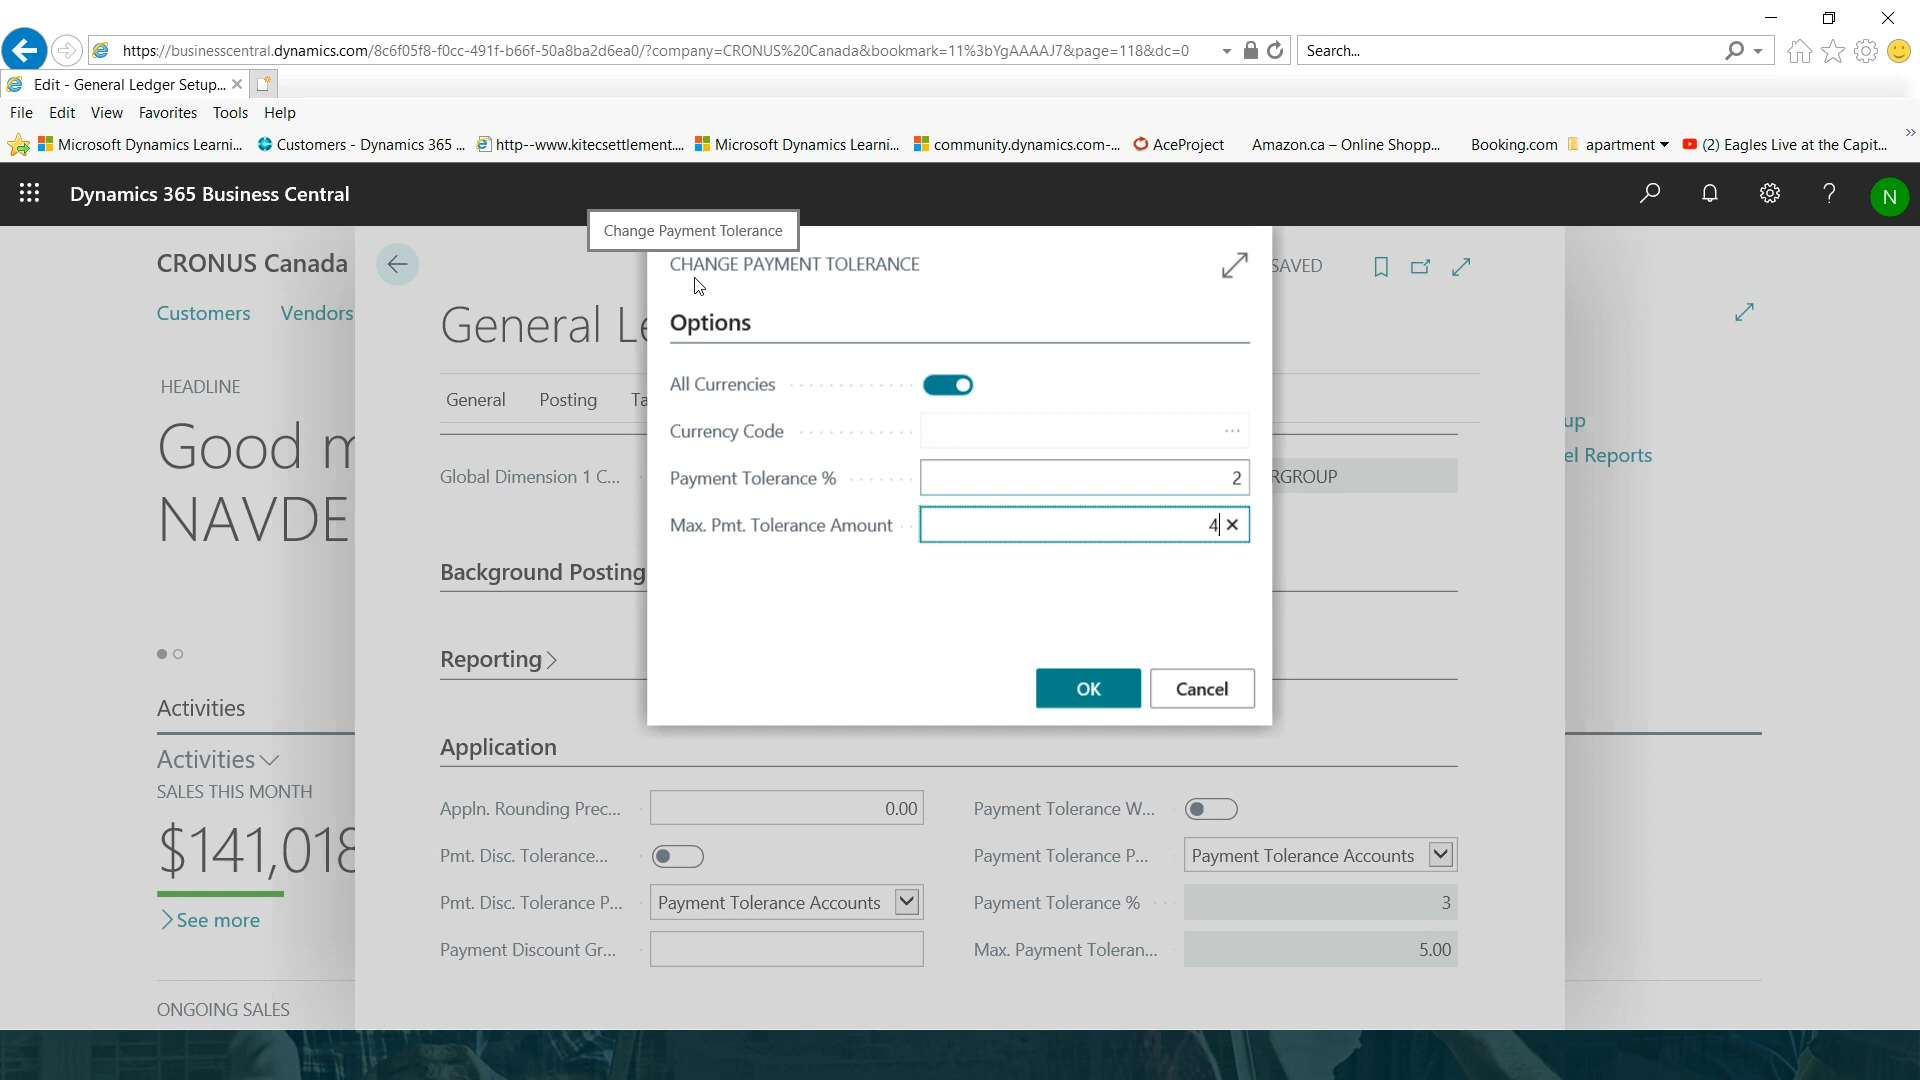 https://businesscentral.dynamics.com/8c6f05f8-f0cc-491f-b66f-50a8ba2d6ea0/?company=CRONUS%20Canada&bookmark=11%3bYgAAAAJ7&page=118&dc=0
Search...
Edit - General Ledger Setup...
File Edit View Favorites Tools Help
Microsoft Dynamics Learni... Customers - Dynamics 365 ... http--www.kitecsettlement.... Microsoft Dynamics Learni... community.dynamics.com-... AceProject Amazon.ca – Online Shopp... Booking.com apartment (2) Eagles Live at the Capit...
Dynamics 365 Business Central
? N
Change Payment Tolerance
CRONUS Canada
CHANGE PAYMENT TOLERANCE
SAVED
Customers Vendors
General Le
Options
HEADLINE
All Currencies
General Posting Ta
up
Good m
Currency Code ...
el Reports
Global Dimension 1 C...
Payment Tolerance % 2
RGROUP
NAVDE
Max. Pmt. Tolerance Amount 4
Background Posting
Reporting
OK Cancel
Activities
Application
Activities
SALES THIS MONTH
Appln. Rounding Prec... 0.00
Payment Tolerance W...
$141,018
Pmt. Disc. Tolerance...
Payment Tolerance P... Payment Tolerance Accounts
Pmt. Disc. Tolerance P... Payment Tolerance Accounts
Payment Tolerance % 3
See more
Payment Discount Gr...
Max. Payment Toleran... 5.00
ONGOING SALES